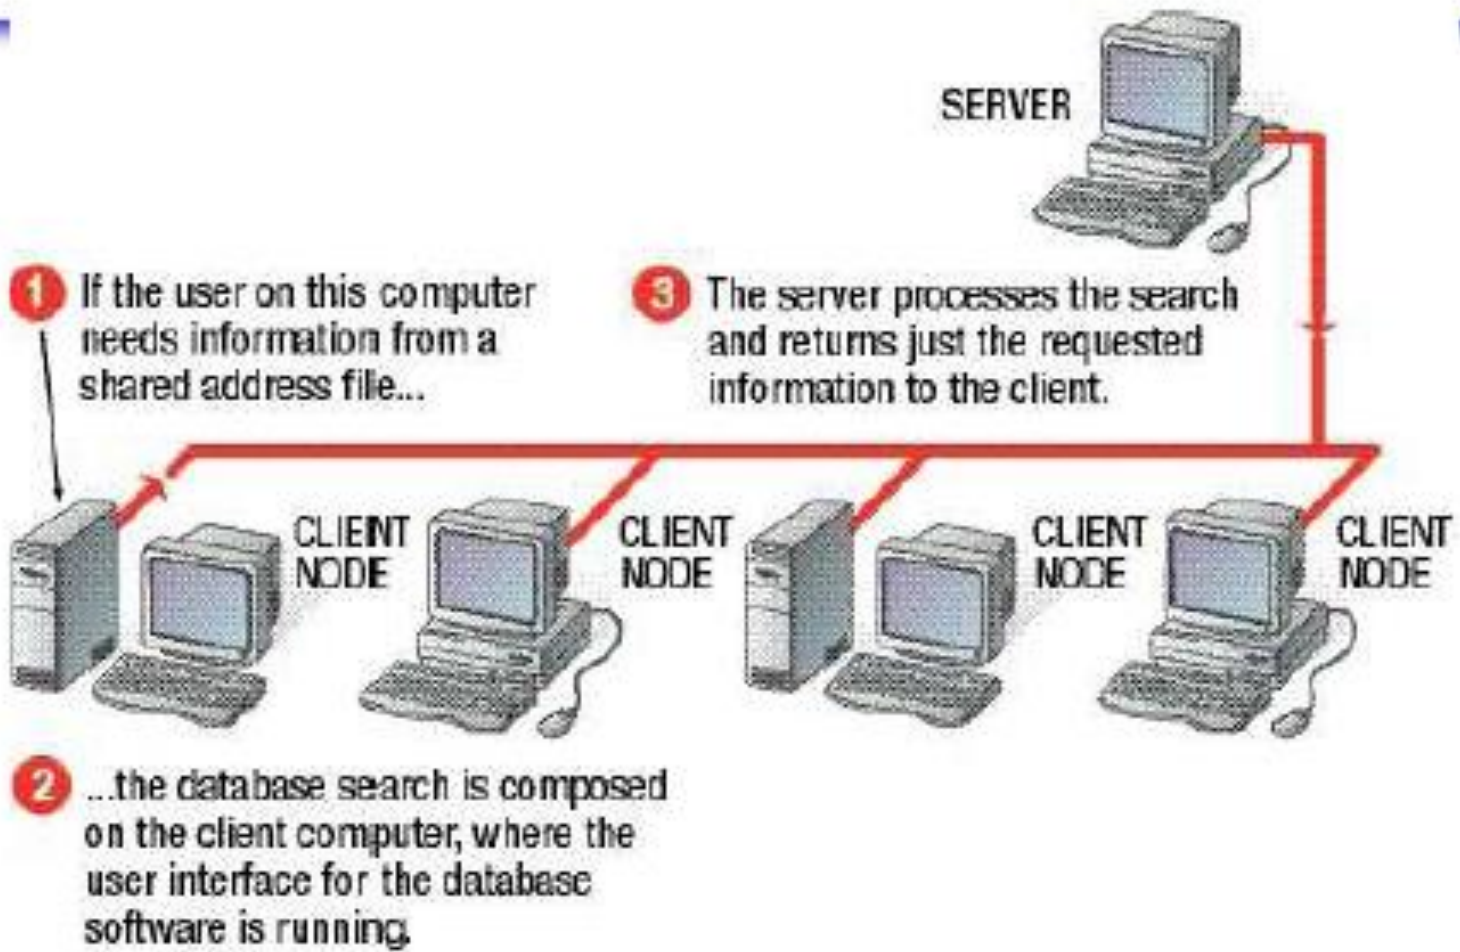 SERVER
1 If the user on this computer
needs information from a
shared address file...
3 The server processes the search
and returns just the requested
information to the client.
CLIENT
NODE
CLIENT
NODE
CLIENT
NODE
CLIENT
NODE
2 ...the database search is composed
on the client computer, where the
user interface for the database
software is running.